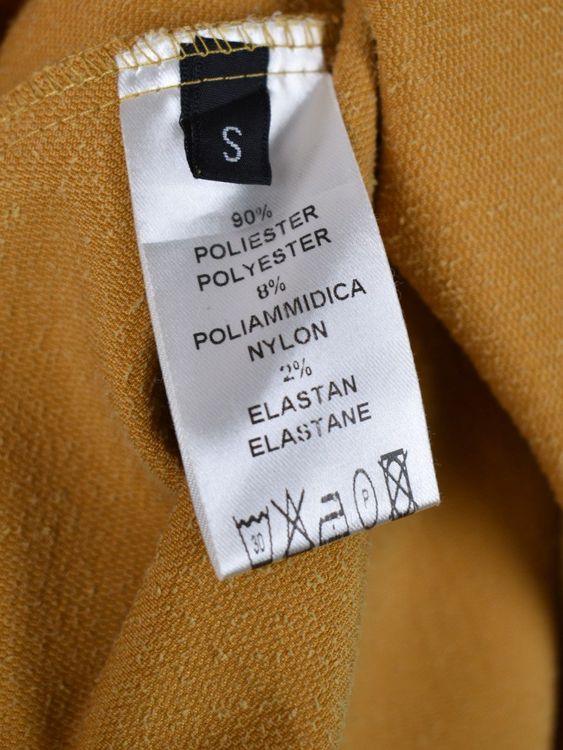 S
90%
POLIESTER
POLYESTER
8%
POLIAMMIDICA
NYLON
2%
ELASTAN
ELASTANE
30 P